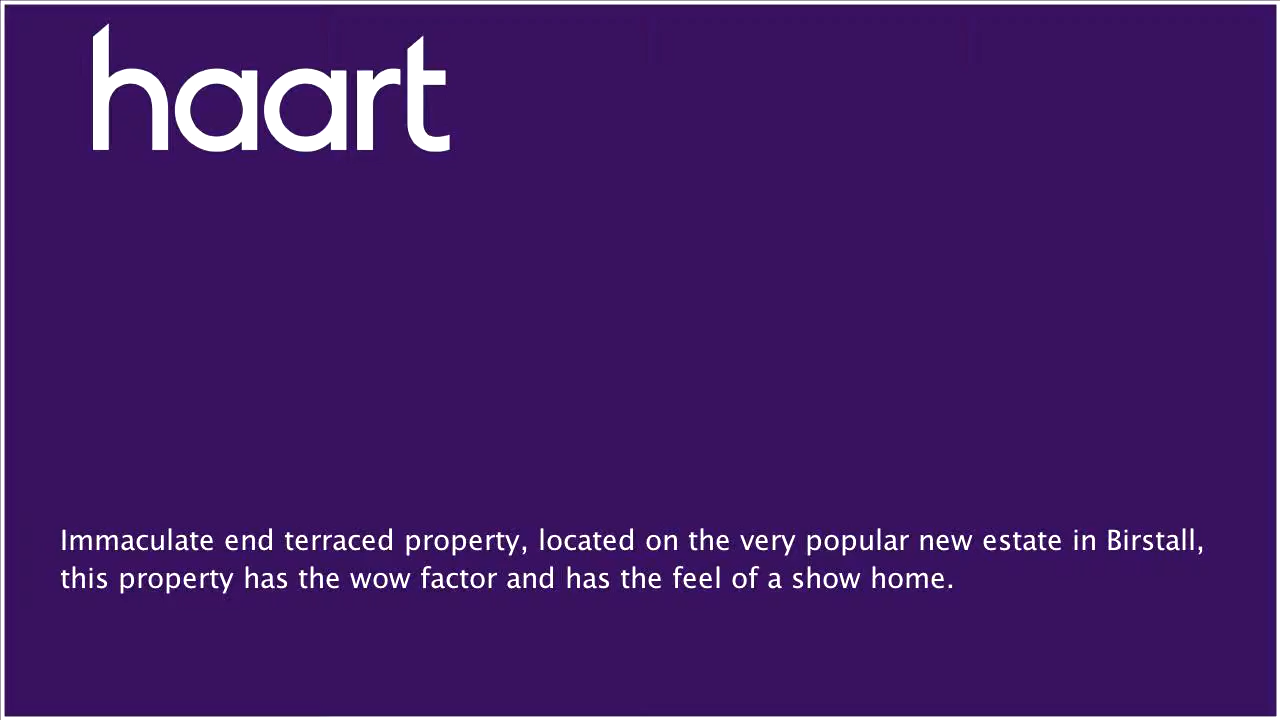 haart
Immaculate end terraced property, located on the very popular new estate in Birstall,
this property has the wow factor and has the feel of a show home.